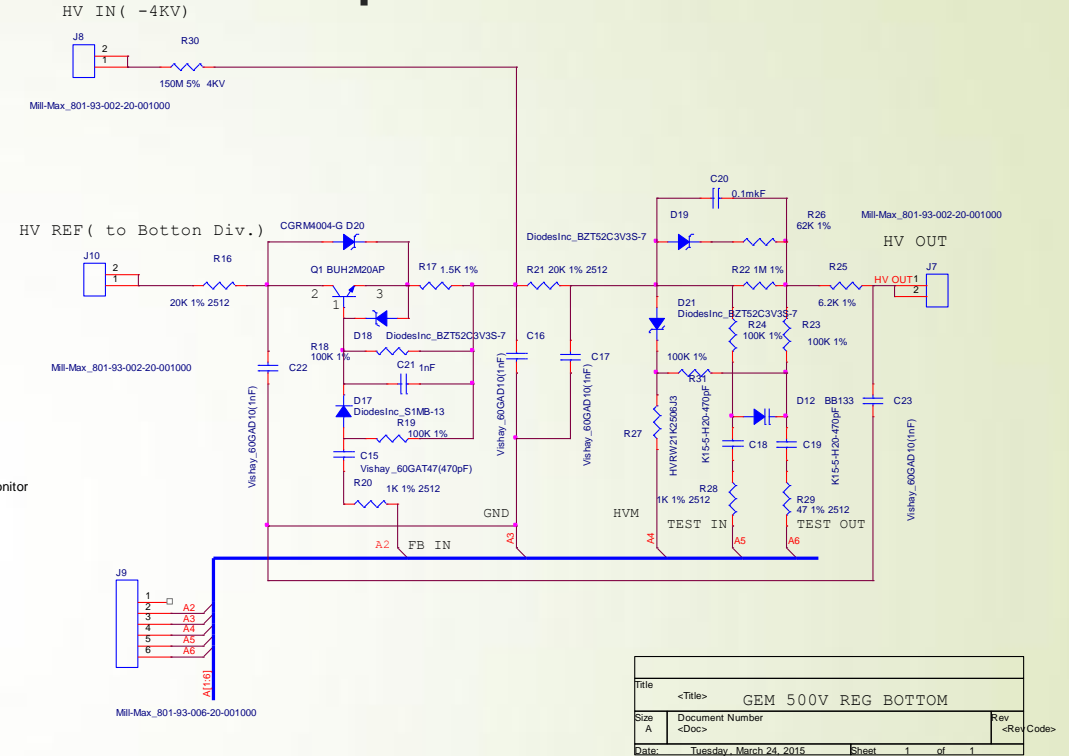 HV IN( -4KV)
J8
2
1
R30
150M 5% 4KV
Mill-Max_801-93-002-20-001000
C20
0.1mkF
D19
R26
62K 1%
Mill-Max_801-93-002-20-001000
HV REF( to Botton Div.)
CGRM4004-G D20
DiodesInc_BZT52C3V3S-7
HV OUT
J10
2
1
R16
20K 1% 2512
Q1 BUH2M20AP
2
3
1
R17 1.5K 1%
R21 20K 1% 2512
R22 1M 1%
R25
6.2K 1%
HV OUT
J7
1
2
D21
DiodesInc_BZT52C3V3S-7
D18
DiodesInc_BZT52C3V3S-7
R24
100K 1%
R23
100K 1%
R18
100K 1%
C16
C17
Mill-Max_801-93-002-20-001000
C22
C21 1nF
100K 1%
R31
Vishay_60GAD10(1nF)
Vishay_60GAD10(1nF)
Vishay_60GAD10(1nF)
D17
DiodesInc_S1MB-13
R19
100K 1%
R27
HVRW21K2506J3
K15-5-H20-470pF
D12
BB133
K15-5-H20-470pF
C23
Vishay_60GAD10(1nF)
C18
C19
C15
Vishay_60GAT47(470pF)
R20
1K 1% 2512
onitor
R28
1K 1% 2512
R29
47 1% 2512
GND
HVM
TEST IN
TEST OUT
A2
FB IN
A3
A4
A5
A6
J9
1
2
3
4
5
6
A2
A3
A4
A5
A6
A[1:6]
Mill-Max_801-93-006-20-001000
Title
<Title>
GEM 500V REG BOTTOM
Size
A
Document Number
<Doc>
Rev
<RevCode>
Date:
Tuesday, March 24, 2015
Sheet
1
of
1